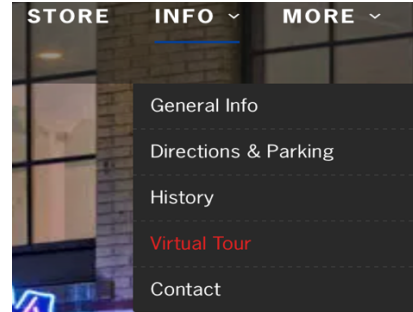 STORE INFO MORE
General Info
Directions & Parking
History
Virtual Tour
Contact